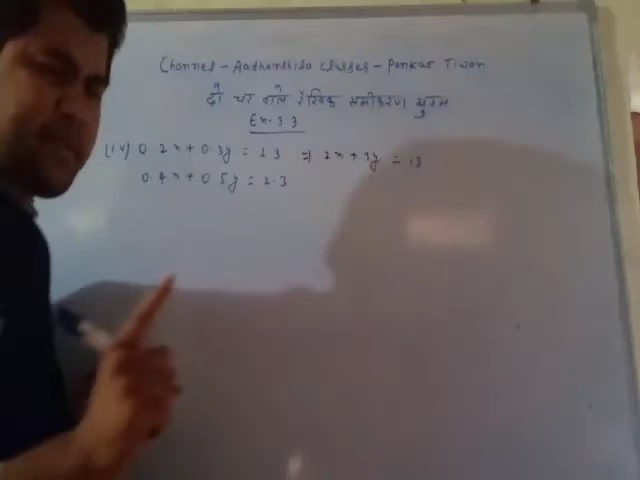 Channel - Aadharshila Classes - Pankaj Tiwari
दो चर वाले रैखिक समीकरण युग्म
Ex- 3.3
(iv) 0.2x + 0.3y = 1.3 ⇒ 2x + 3y = 13
0.4x + 0.5y = 2.3